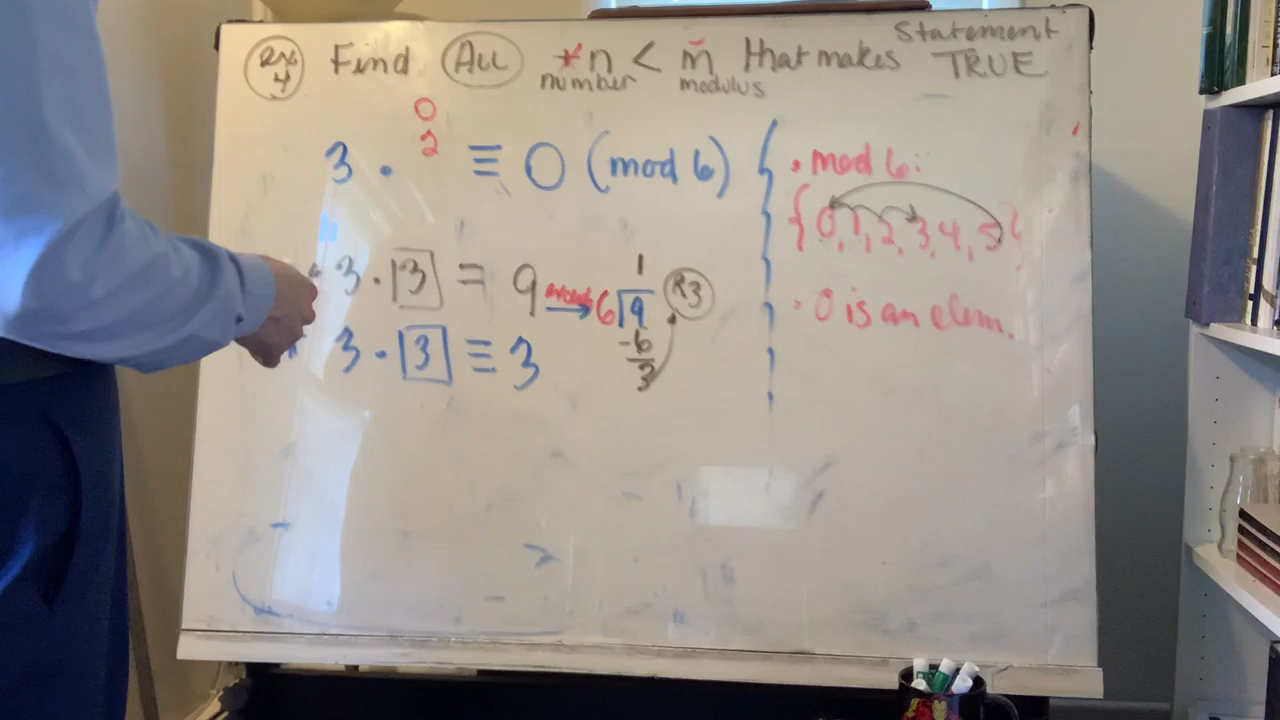 Ex 4 Find ALL *n < m that makes Statement TRUE
number modulus
0
2
3 · ≡ 0 (mod 6)
3 · 3 = 9 → 6 9 R3
1
-6
3
3 · 3 ≡ 3
• mod 6:
{0, 1, 2, 3, 4, 5}
• 0 is an elem.